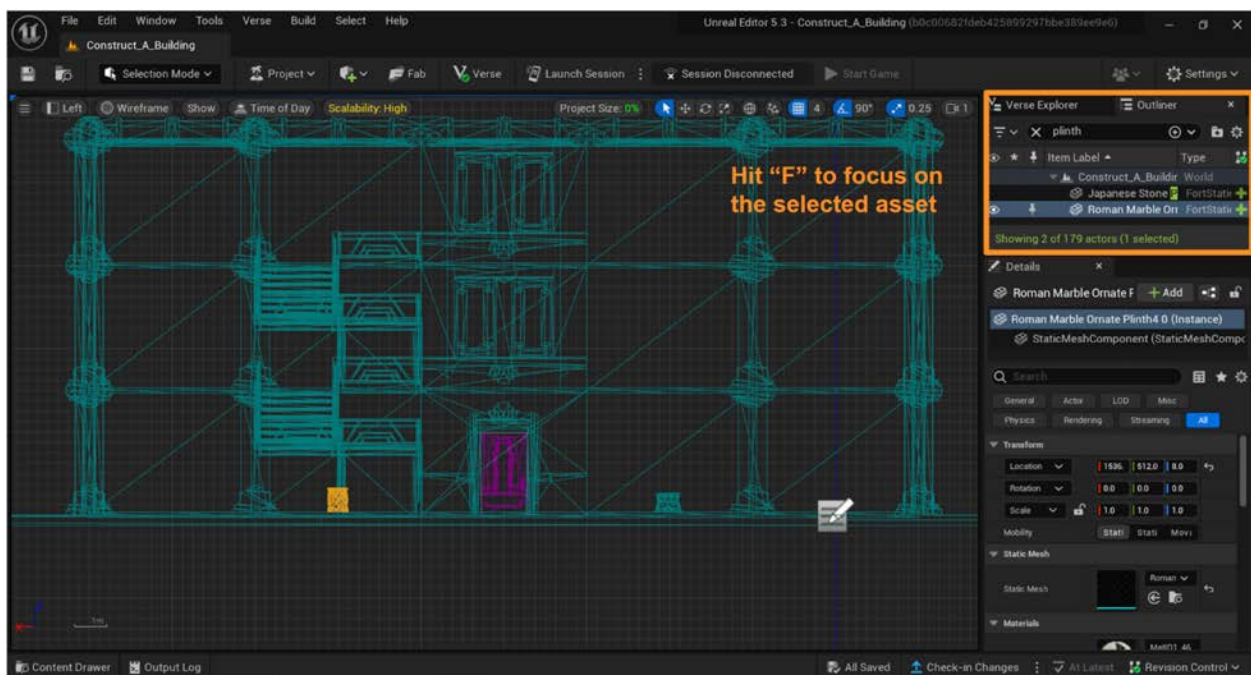 File Edit Window Tools Verse Build Select Help
Unreal Editor 5.3 - Construct_A_Building
Construct_A_Building
Selection Mode
Project
Fab
Verse
Launch Session
Session Disconnected
Start Game
Settings
Left
Wireframe
Show
Time of Day
Scalability: High
Project Size: 0%
4
90°
0.25
1
Hit “F” to focus on
the selected asset
Verse Explorer
Outliner
plinth
Item Label
Type
Construct_A_Buildin World
Japanese Stone P FortStati
Roman Marble Orn FortStati
Showing 2 of 179 actors (1 selected)
Details
Roman Marble Ornate P
Add
Roman Marble Ornate Plinth4 0 (Instance)
StaticMeshComponent (StaticMeshCompo
Search
General Actor LOD Misc
Physics Rendering Streaming All
Transform
Location 1536. 512.0 8.0
Rotation 0.0 0.0 0.0
Scale 1.0 1.0 1.0
Mobility Stati Stati Mova
Static Mesh
Static Mesh
Roman
Materials
Content Drawer
Output Log
All Saved
Check-in Changes
At Latest
Revision Control